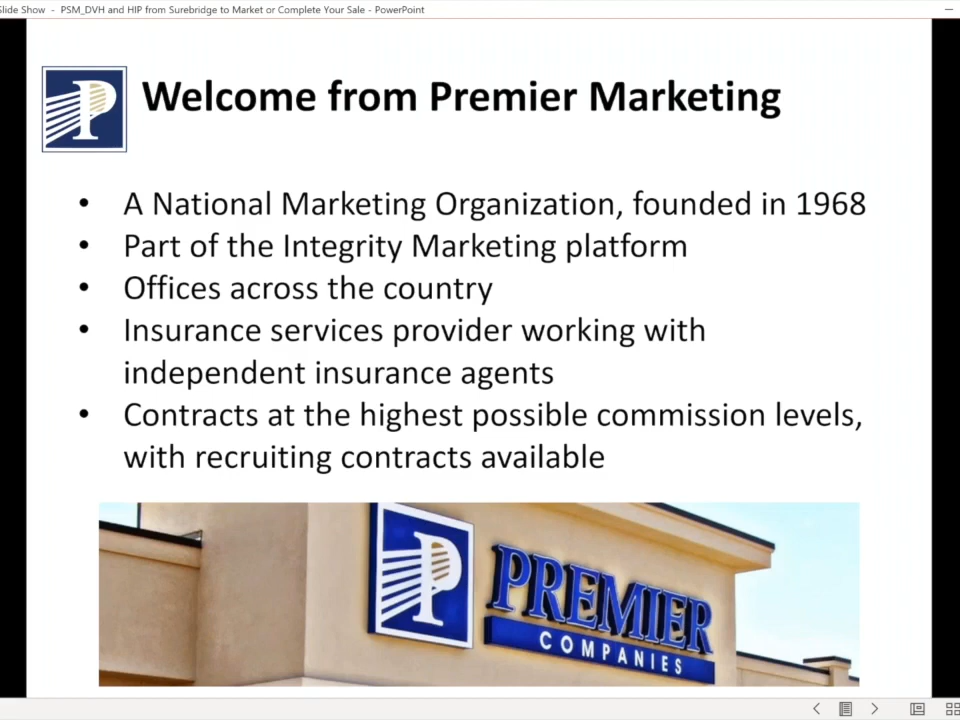 Slide Show - PSM_DVH and HIP from Surebridge to Market or Complete Your Sale - PowerPoint
P
Welcome from Premier Marketing
• A National Marketing Organization, founded in 1968
• Part of the Integrity Marketing platform
• Offices across the country
• Insurance services provider working with
independent insurance agents
• Contracts at the highest possible commission levels,
with recruiting contracts available
P
PREMIER
COMPANIES